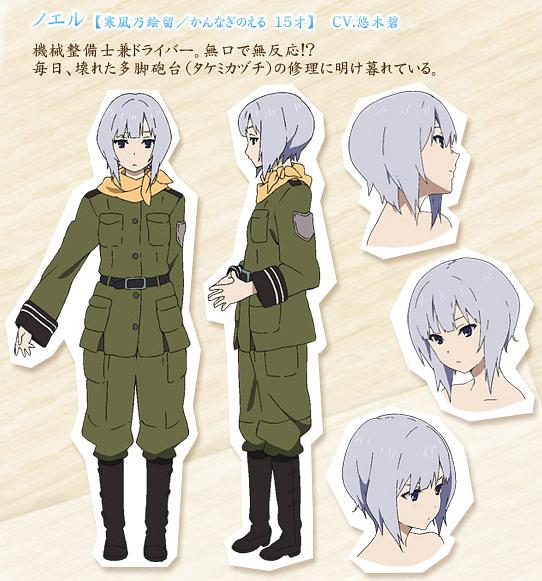 ノエル 【寒凪乃絵留／かんなぎのえる 15才】 CV.悠木碧
機械整備士兼ドライバー。無口で無反応!?
毎日、壊れた多脚砲台(タケミカヅチ)の修理に明け暮れている。